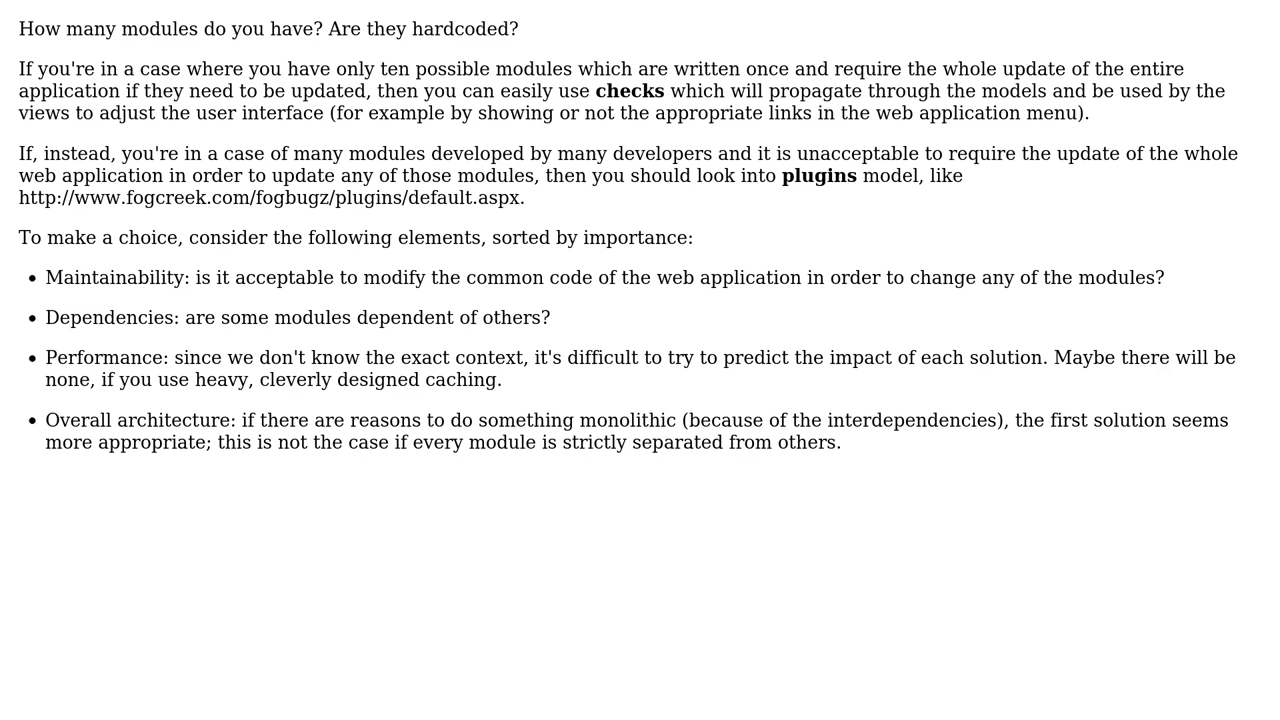 How many modules do you have? Are they hardcoded?
If you're in a case where you have only ten possible modules which are written once and require the whole update of the entire
application if they need to be updated, then you can easily use checks which will propagate through the models and be used by the
views to adjust the user interface (for example by showing or not the appropriate links in the web application menu).
If, instead, you're in a case of many modules developed by many developers and it is unacceptable to require the update of the whole
web application in order to update any of those modules, then you should look into plugins model, like
http://www.fogcreek.com/fogbugz/plugins/default.aspx.
To make a choice, consider the following elements, sorted by importance:
• Maintainability: is it acceptable to modify the common code of the web application in order to change any of the modules?
• Dependencies: are some modules dependent of others?
• Performance: since we don't know the exact context, it's difficult to try to predict the impact of each solution. Maybe there will be
none, if you use heavy, cleverly designed caching.
• Overall architecture: if there are reasons to do something monolithic (because of the interdependencies), the first solution seems
more appropriate; this is not the case if every module is strictly separated from others.